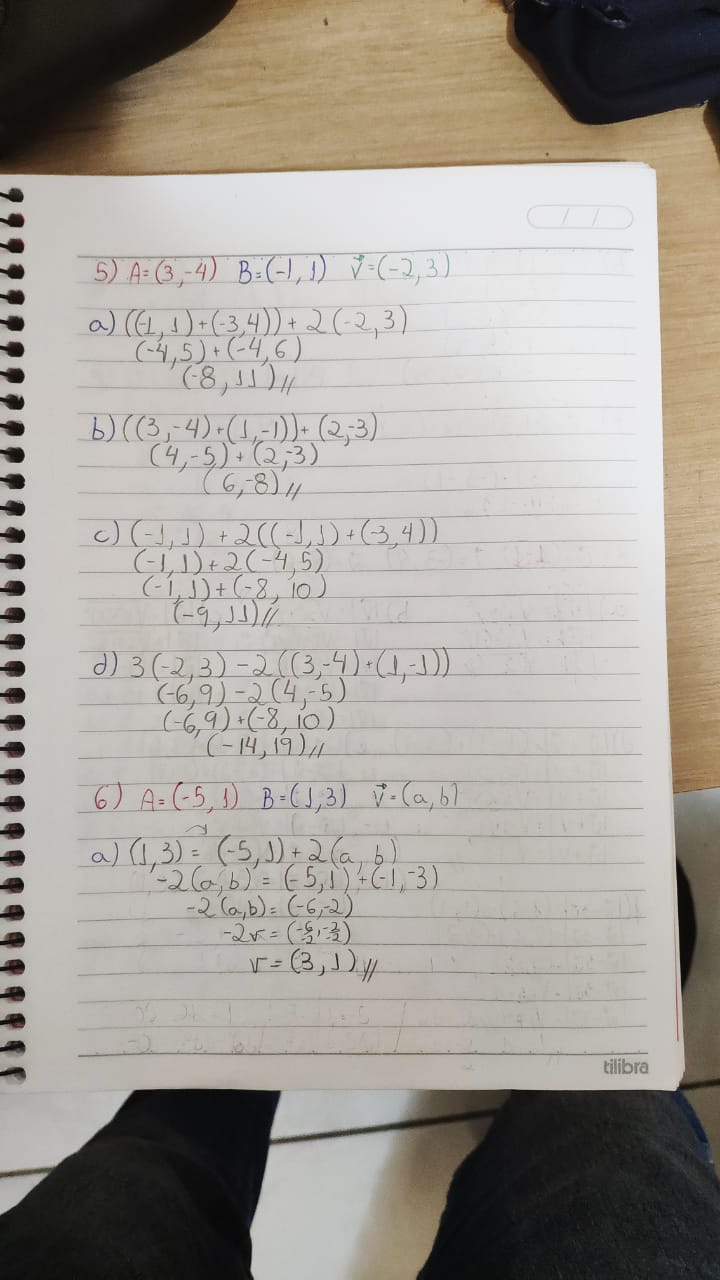 5) A=(3,-4) B=(-1,1) v⃗=(-2,3)
a) ((-1,1)+(-3,4))+2(-2,3)
(-4,5)+(-4,6)
(-8,11)//
b) ((3,-4)+(1,-1))+(2,-3)
(4,-5)+(2,-3)
(6,-8)//
c) (-1,1)+2((-1,1)+(-3,4))
(-1,1)+2(-4,5)
(-1,1)+(-8,10)
(-9,11)//
d) 3(-2,3)-2((3,-4)+(1,-1))
(-6,9)-2(4,-5)
(-6,9)+(-8,10)
(-14,19)//
6) A=(-5,1) B=(1,3) v⃗=(a,b)
a) (1,3)=(-5,1)+2(a,b)
-2(a,b)=(-5,1)+(-1,-3)
-2(a,b)=(-6,-2)
-2v=(-6/-2,-2/-2)
v=(3,1)//
tilibra